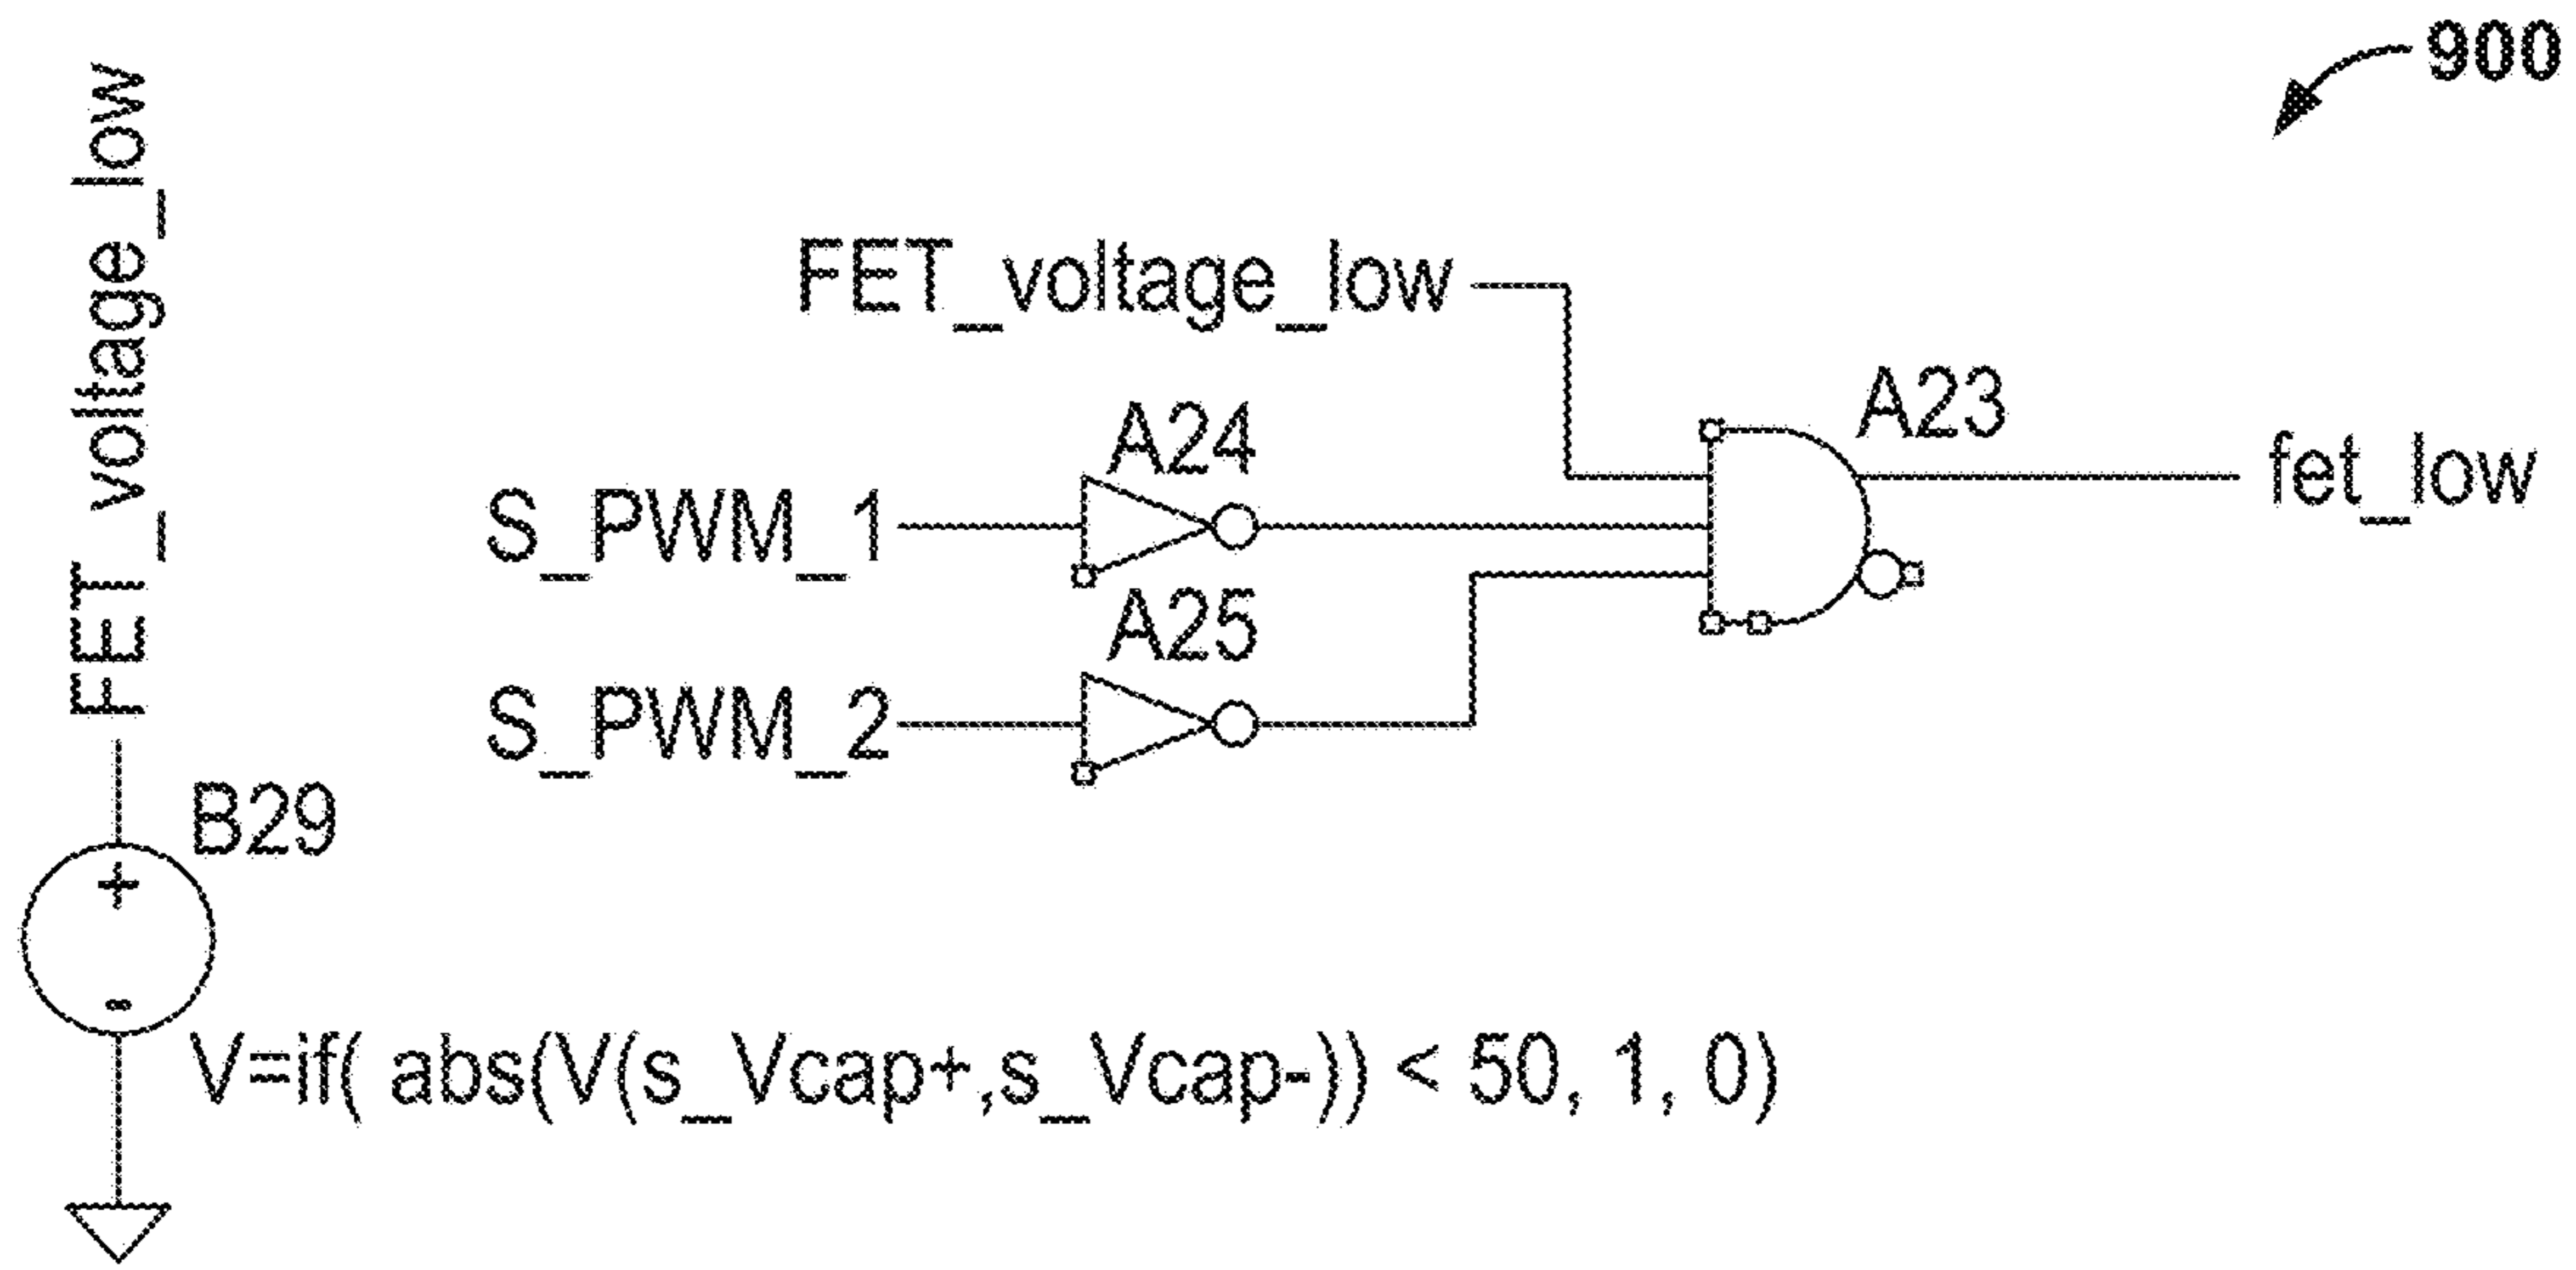 900
FET_voltage_low
FET_voltage_low
A24
A23
S_PWM_1
fet_low
A25
S_PWM_2
B29
+
-
V=if( abs(V(s_Vcap+,s_Vcap-)) < 50, 1, 0)